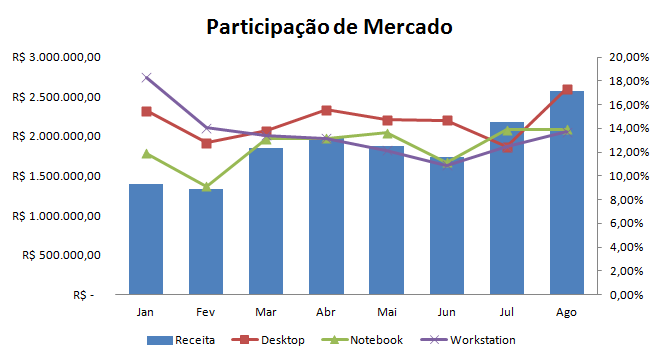 Participação de Mercado
R$ 3.000.000,00
R$ 2.500.000,00
R$ 2.000.000,00
R$ 1.500.000,00
R$ 1.000.000,00
R$ 500.000,00
R$ -
20,00%
18,00%
16,00%
14,00%
12,00%
10,00%
8,00%
6,00%
4,00%
2,00%
0,00%
Jan Fev Mar Abr Mai Jun Jul Ago
Receita Desktop Notebook Workstation